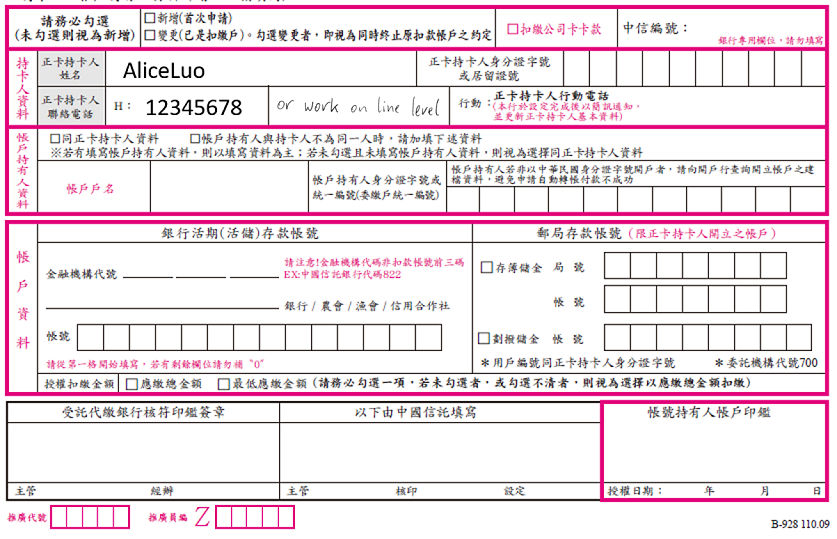 請務必勾選
(未勾選則視為新增)
□新增(首次申請)
□變更(已是扣繳戶)。勾選變更者，即視為同時終止原扣款帳戶之約定
□扣繳公司卡卡款
中信編號：
銀行專用欄位，請勿填寫
持卡人資料
正卡持卡人
姓名
AliceLuo
正卡持卡人身分證字號
或居留證號
正卡持卡人
聯絡電話
H： 12345678
or work on line level
行動：
正卡持卡人行動電話
(本行於設定完成後以簡訊通知，
並更新正卡持卡人基本資料)
帳戶持有人資料
□同正卡持卡人資料 □帳戶持有人與持卡人不為同一人時，請加填下述資料
※若有填寫帳戶持有人資料，則以填寫資料為主；若未勾選且未填寫帳戶持有人資料，則視為選擇同正卡持卡人資料
帳戶戶名
帳戶持有人身分證字號或
統一編號(委繳戶統一編號)
帳戶持有人若非以中華民國身分證字號開戶者，請向開戶行查詢開立帳戶之建
檔資料，避免申請自動轉帳付款不成功
帳戶資料
銀行活期(活儲)存款帳號
金融機構代號
請注意!金融機構代碼非扣款帳號前三碼
EX:中國信託銀行代碼822
銀行／農會／漁會／信用合作社
帳號
請從第一格開始填寫，若有剩餘欄位請勿補〝0〞
郵局存款帳號(限正卡持卡人開立之帳戶)
□存簿儲金 局 號
帳 號
□劃撥儲金 帳 號
＊用戶編號同正卡持卡人身分證字號 ＊委託機構代號700
授權扣繳金額 □應繳總金額 □最低應繳金額(請務必勾選一項，若未勾選者，或勾選不清者，則視為選擇以應繳總金額扣繳)
受託代繳銀行核符印鑑簽章
主管 經辦
以下由中國信託填寫
主管 核印 設定
帳號持有人帳戶印鑑
授權日期： 年 月 日
推廣代號
推廣員編 Z
B-928 110.09